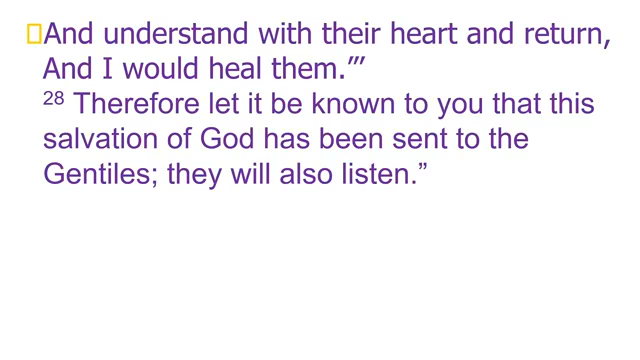 And understand with their heart and return,
And I would heal them.”’
28 Therefore let it be known to you that this
salvation of God has been sent to the
Gentiles; they will also listen.”